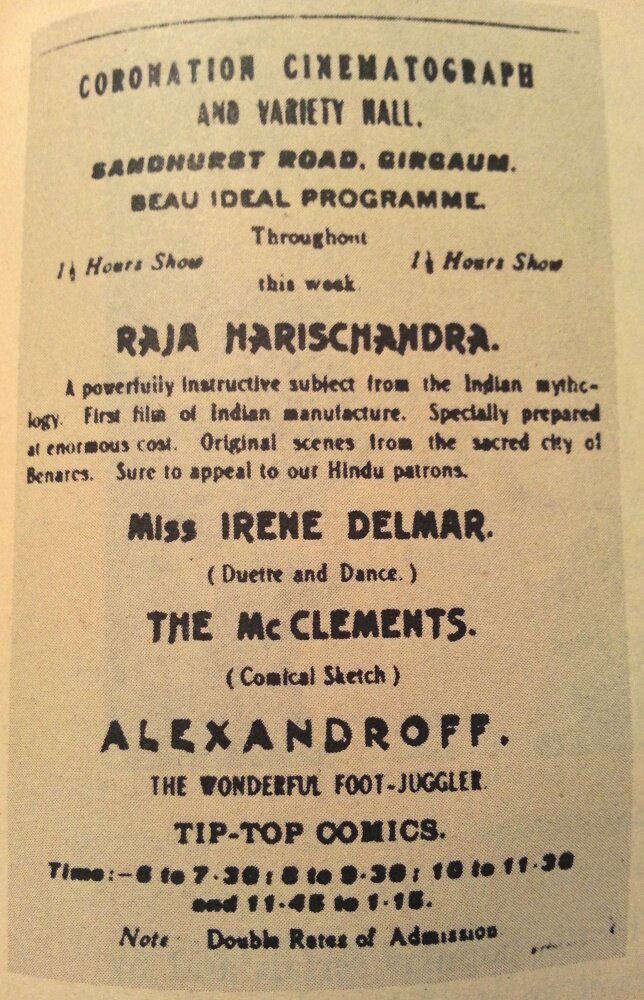 CORONATION CINEMATOGRAPH
AND VARIETY HALL.
SANDHURST ROAD, GIRGAUM.
BEAU IDEAL PROGRAMME.
Throughout
1½ Hours Show 1½ Hours Show
this week
RAJA HARISCHANDRA.
A powerfully instructive subject from the Indian mytho-
logy. First film of Indian manufacture. Specially prepared
at enormous cost. Original scenes from the sacred city of
Benares. Sure to appeal to our Hindu patrons.
Miss IRENE DELMAR.
( Duette and Dance. )
THE Mc CLEMENTS.
( Comical Sketch )
ALEXANDROFF.
THE WONDERFUL FOOT-JUGGLER.
TIP-TOP COMICS.
Time:-6 to 7-30; 8 to 9-30; 10 to 11-30
and 11-45 to 1-15.
Note Double Rates of Admission